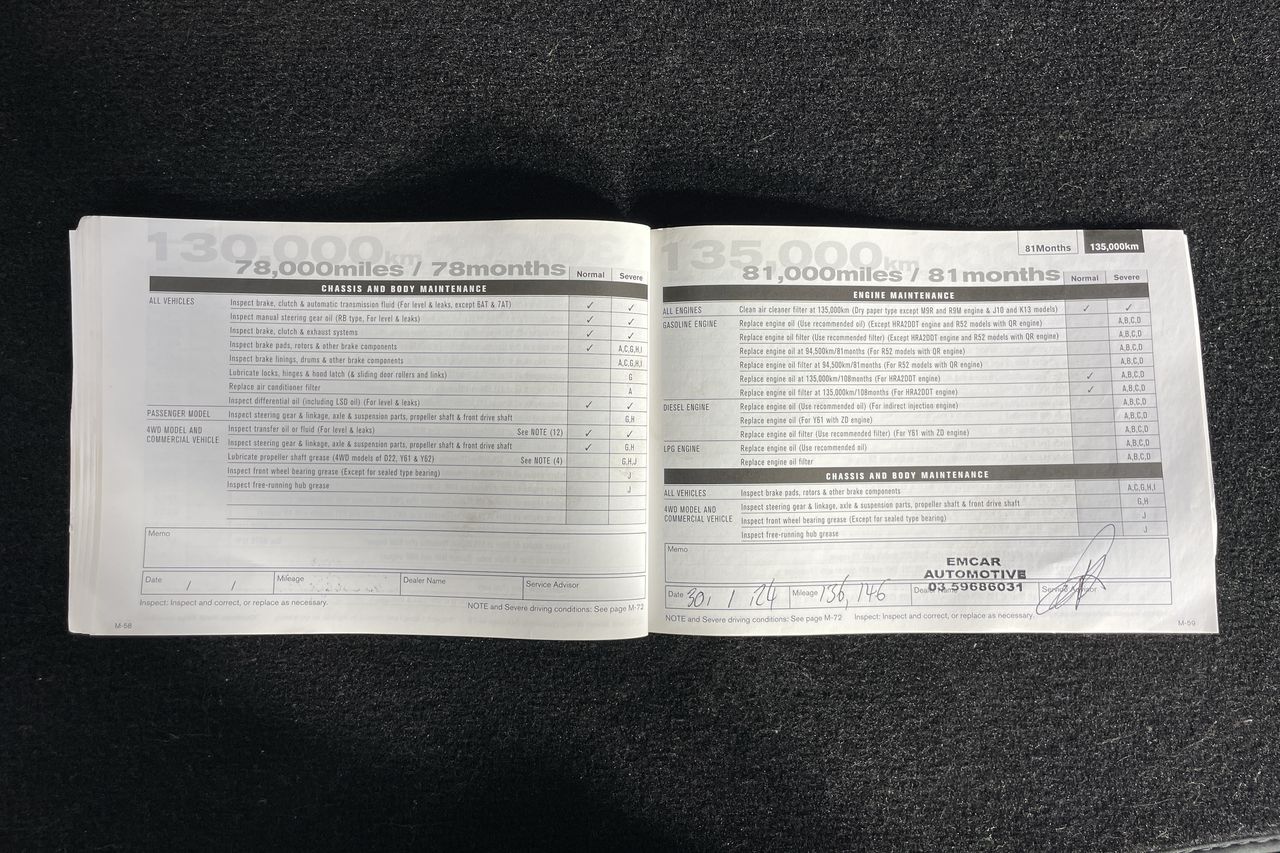 130,000km
78,000miles / 78months
Normal Severe
CHASSIS AND BODY MAINTENANCE
ALL VEHICLES Inspect brake, clutch & automatic transmission fluid (For level & leaks, except 6AT & 7AT) ✓ ✓
Inspect manual steering gear oil (RB type, For level & leaks) ✓ ✓
Inspect brake, clutch & exhaust systems ✓ ✓
Inspect brake pads, rotors & other brake components ✓ A,C,G,H,I
Inspect brake linings, drums & other brake components A,C,G,H,I
Lubricate locks, hinges & hood latch (& sliding door rollers and links) G
Replace air conditioner filter A
Inspect differential oil (including LSD oil) (For level & leaks) ✓ ✓
PASSENGER MODEL Inspect steering gear & linkage, axle & suspension parts, propeller shaft & front drive shaft G,H
4WD MODEL AND COMMERCIAL VEHICLE Inspect transfer oil or fluid (For level & leaks) See NOTE (12) ✓ ✓
Inspect steering gear & linkage, axle & suspension parts, propeller shaft & front drive shaft ✓ G,H
Lubricate propeller shaft grease (4WD models of D22, Y61 & Y62) See NOTE (4) G,H,J
Inspect front wheel bearing grease (Except for sealed type) J
Inspect free-running hub grease J
Memo
Date / / Mileage Dealer Name Service Advisor
Inspect: Inspect and correct, or replace as necessary. NOTE and Severe driving conditions: See page M-72
M-58
135,000km
81Months 135,000km
81,000miles / 81months
Normal Severe
ENGINE MAINTENANCE
ALL ENGINES Clean air cleaner filter at 135,000km (Dry paper type except M9R and R9M engine & J10 and K13 models) ✓ ✓
GASOLINE ENGINE Replace engine oil (Use recommended oil) (Except HRA2DDT engine and R52 models with QR engine) A,B,C,D
Replace engine oil filter (Use recommended filter) (Except HRA2DDT engine and R52 models with QR engine) A,B,C,D
Replace engine oil at 94,500km/81months (For R52 models with QR engine) A,B,C,D
Replace engine oil filter at 94,500km/81months (For R52 models with QR engine) A,B,C,D
Replace engine oil at 135,000km/108months (For HRA2DDT engine) ✓ A,B,C,D
Replace engine oil filter at 135,000km/108months (For HRA2DDT engine) ✓ A,B,C,D
DIESEL ENGINE Replace engine oil (Use recommended oil) (For indirect injection engine) A,B,C,D
Replace engine oil (For Y61 with ZD engine) A,B,C,D
Replace engine oil filter (Use recommended filter) (For Y61 with ZD engine) A,B,C,D
LPG ENGINE Replace engine oil (Use recommended oil) A,B,C,D
Replace engine oil filter A,B,C,D
CHASSIS AND BODY MAINTENANCE
ALL VEHICLES Inspect brake pads, rotors & other brake components A,C,G,H,I
4WD MODEL AND COMMERCIAL VEHICLE Inspect steering gear & linkage, axle & suspension parts, propeller shaft & front drive shaft G,H
Inspect front wheel bearing grease (Except for sealed type bearing) J
Inspect free-running hub grease J
Memo
EMCAR
AUTOMOTIVE
03 59686031
Date 30/ 1 /24 Mileage 136,146 Dealer Name Service Advisor
NOTE and Severe driving conditions: See page M-72 Inspect: Inspect and correct, or replace as necessary.
M-59